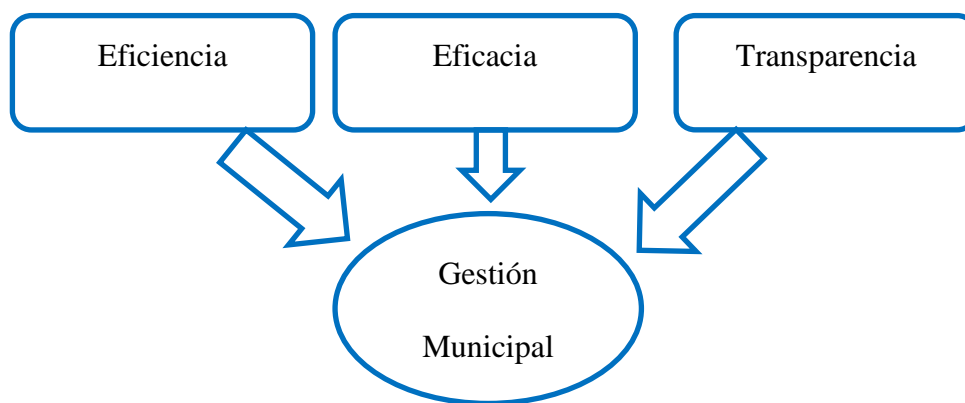 Eficiencia
Eficacia
Transparencia
Gestión
Municipal